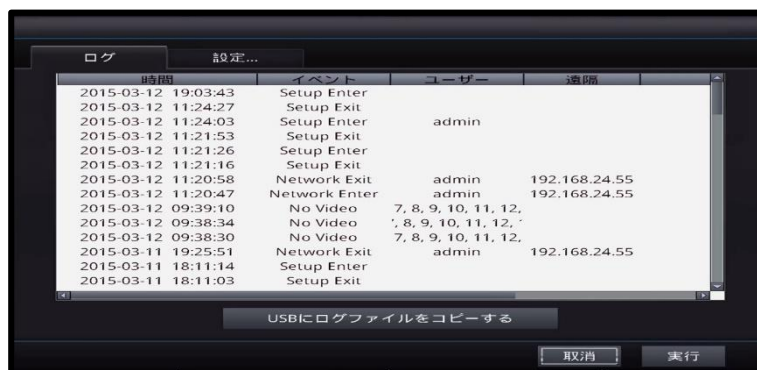 ログ 設定...
時間 イベント ユーザー 遠隔
2015-03-12 19:03:43 Setup Enter
2015-03-12 11:24:27 Setup Exit
2015-03-12 11:24:03 Setup Enter admin
2015-03-12 11:21:53 Setup Exit
2015-03-12 11:21:26 Setup Enter
2015-03-12 11:21:16 Setup Exit
2015-03-12 11:20:58 Network Exit admin 192.168.24.55
2015-03-12 11:20:47 Network Enter admin 192.168.24.55
2015-03-12 09:39:10 No Video 7, 8, 9, 10, 11, 12,
2015-03-12 09:38:34 No Video , 8, 9, 10, 11, 12,
2015-03-12 09:38:30 No Video 7, 8, 9, 10, 11, 12,
2015-03-11 19:25:51 Network Exit admin 192.168.24.55
2015-03-11 18:11:14 Setup Enter
2015-03-11 18:11:03 Setup Exit
USBにログファイルをコピーする
取消 実行